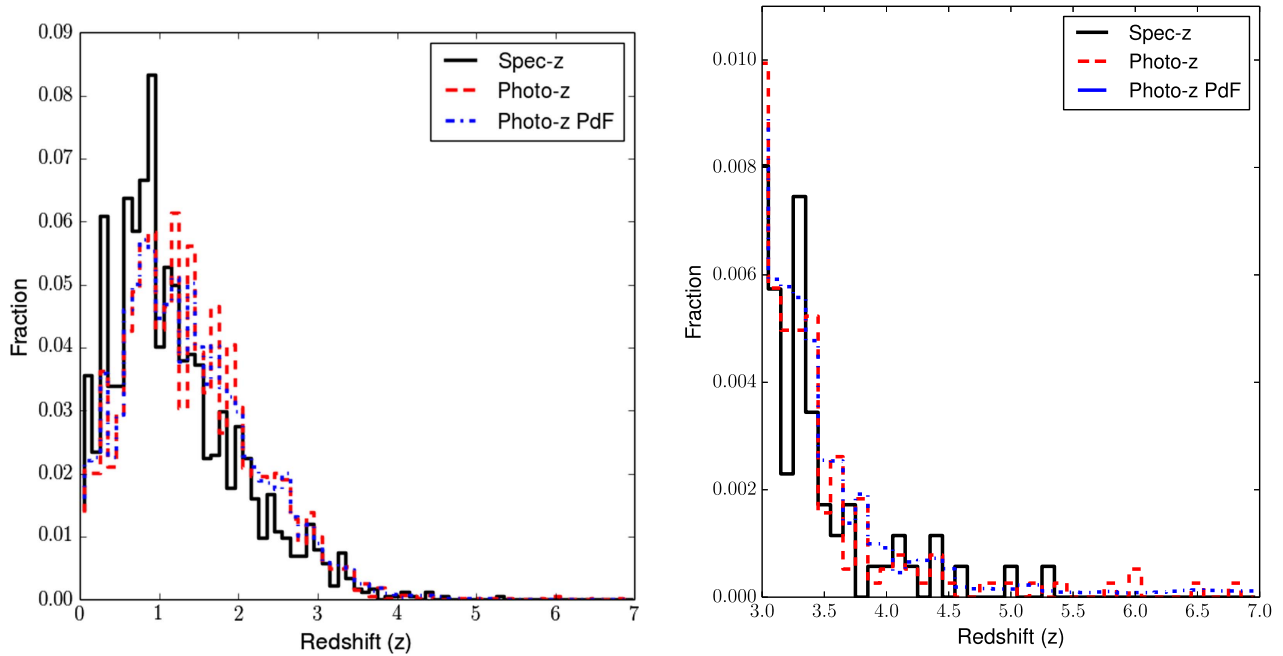 0.09
0.08
0.07
0.06
0.05
0.04
0.03
0.02
0.01
0.00
Fraction
0 1 2 3 4 5 6 7
Redshift (z)
Spec-z
Photo-z
Photo-z PdF
0.010
0.008
0.006
0.004
0.002
0.000
Fraction
3.0 3.5 4.0 4.5 5.0 5.5 6.0 6.5 7.0
Redshift (z)
Spec-z
Photo-z
Photo-z PdF